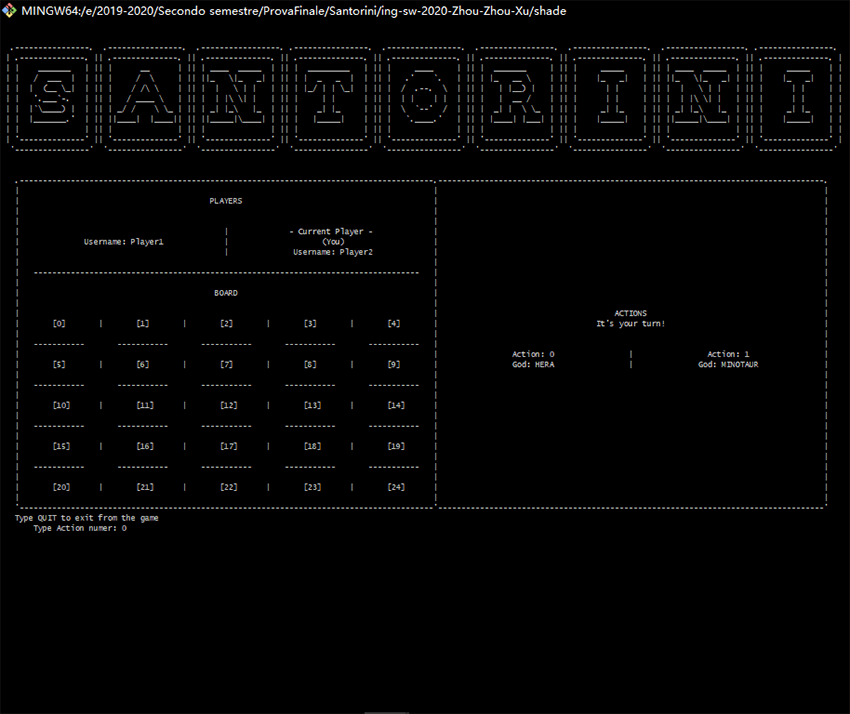 MINGW64:/e/2019-2020/Secondo semestre/ProvaFinale/Santorini/ing-sw-2020-Zhou-Zhou-Xu/shade
SANTORINI
PLAYERS
- Current Player -
Username: Player1 | (You)
Username: Player2
BOARD
[0] | [1] | [2] | [3] | [4]
[5] | [6] | [7] | [8] | [9]
[10] | [11] | [12] | [13] | [14]
[15] | [16] | [17] | [18] | [19]
[20] | [21] | [22] | [23] | [24]
ACTIONS
It's your turn!
Action: 0 | Action: 1
God: HERA | God: MINOTAUR
Type QUIT to exit from the game
Type Action numer: 0